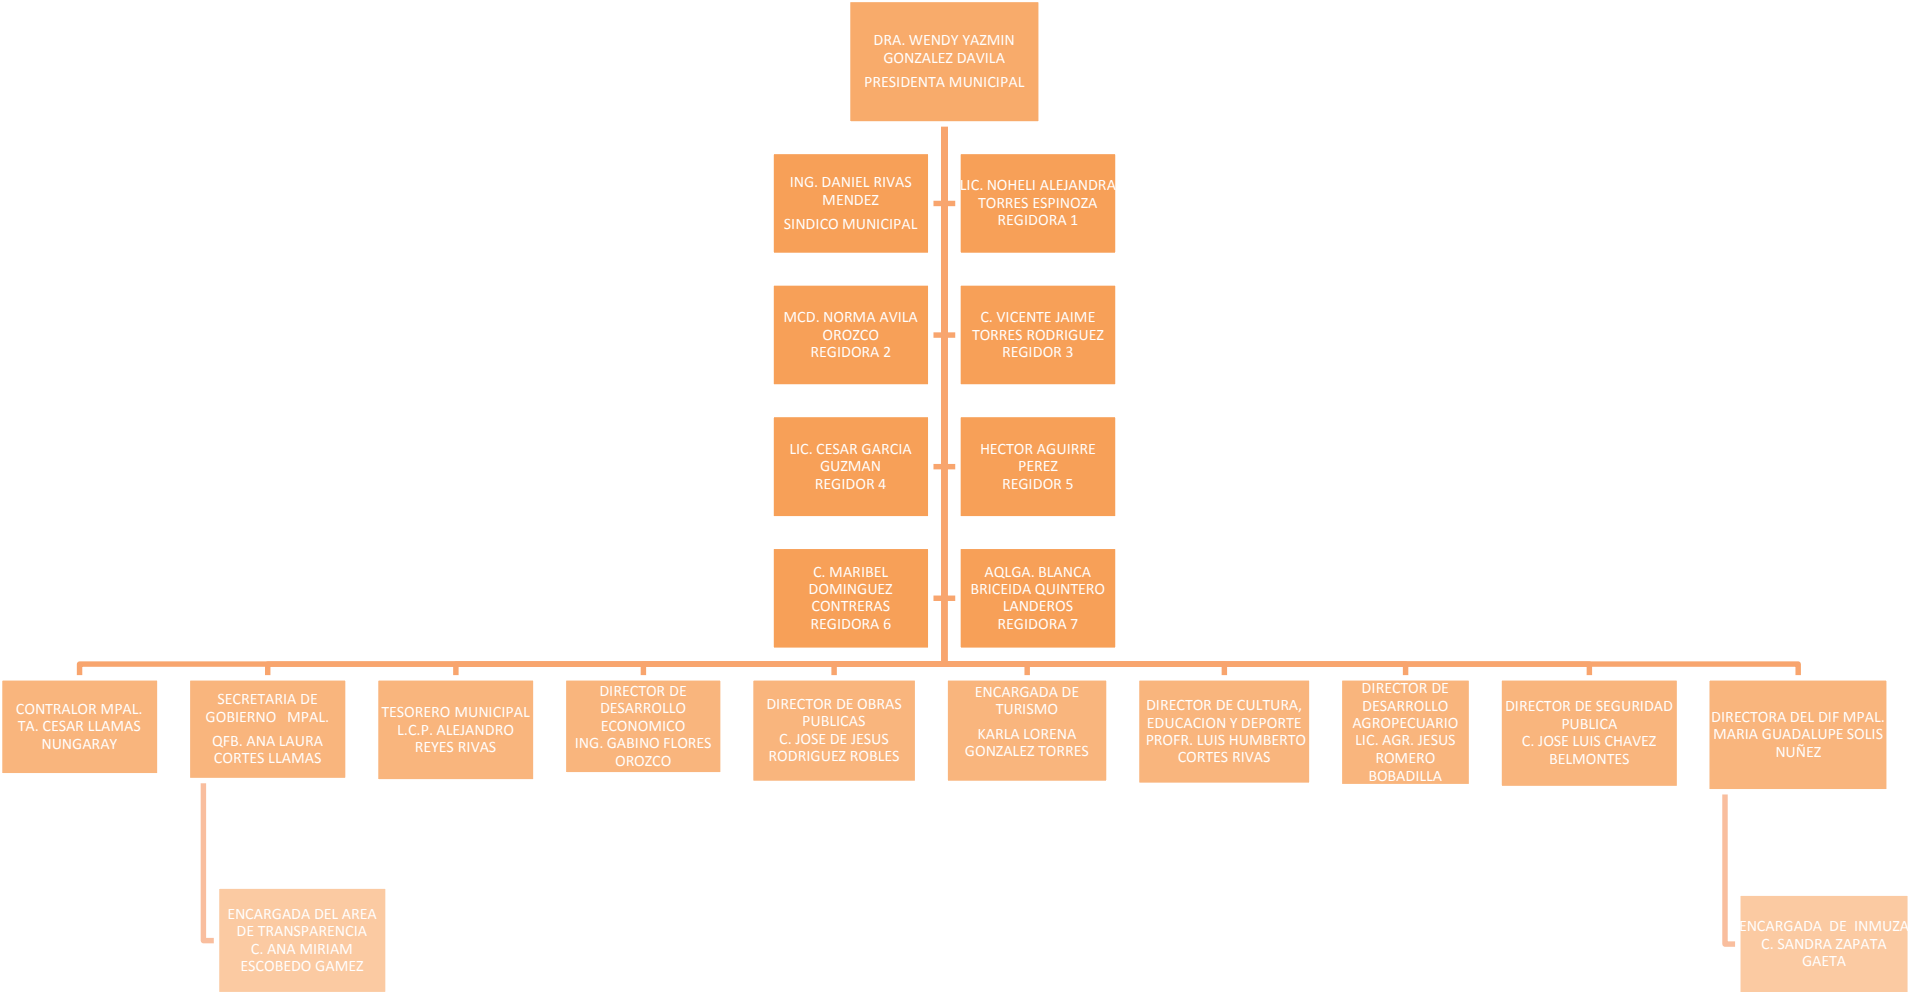 DRA. WENDY YAZMIN
GONZALEZ DAVILA
PRESIDENTA MUNICIPAL
ING. DANIEL RIVAS
MENDEZ
SINDICO MUNICIPAL
LIC. NOHELI ALEJANDRA
TORRES ESPINOZA
REGIDORA 1
MCD. NORMA AVILA
OROZCO
REGIDORA 2
C. VICENTE JAIME
TORRES RODRIGUEZ
REGIDOR 3
LIC. CESAR GARCIA
GUZMAN
REGIDOR 4
HECTOR AGUIRRE
PEREZ
REGIDOR 5
C. MARIBEL
DOMINGUEZ
CONTRERAS
REGIDORA 6
AQLGA. BLANCA
BRICEIDA QUINTERO
LANDEROS
REGIDORA 7
CONTRALOR MPAL.
TA. CESAR LLAMAS
NUNGARAY
SECRETARIA DE
GOBIERNO MPAL.
QFB. ANA LAURA
CORTES LLAMAS
TESORERO MUNICIPAL
L.C.P. ALEJANDRO
REYES RIVAS
DIRECTOR DE
DESARROLLO
ECONOMICO
ING. GABINO FLORES
OROZCO
DIRECTOR DE OBRAS
PUBLICAS
C. JOSE DE JESUS
RODRIGUEZ ROBLES
ENCARGADA DE
TURISMO
KARLA LORENA
GONZALEZ TORRES
DIRECTOR DE CULTURA,
EDUCACION Y DEPORTE
PROFR. LUIS HUMBERTO
CORTES RIVAS
DIRECTOR DE
DESARROLLO
AGROPECUARIO
LIC. AGR. JESUS
ROMERO
BOBADILLA
DIRECTOR DE SEGURIDAD
PUBLICA
C. JOSE LUIS CHAVEZ
BELMONTES
DIRECTORA DEL DIF MPAL.
MARIA GUADALUPE SOLIS
NUÑEZ
ENCARGADA DEL AREA
DE TRANSPARENCIA
C. ANA MIRIAM
ESCOBEDO GAMEZ
ENCARGADA DE INMUZA
C. SANDRA ZAPATA
GAETA